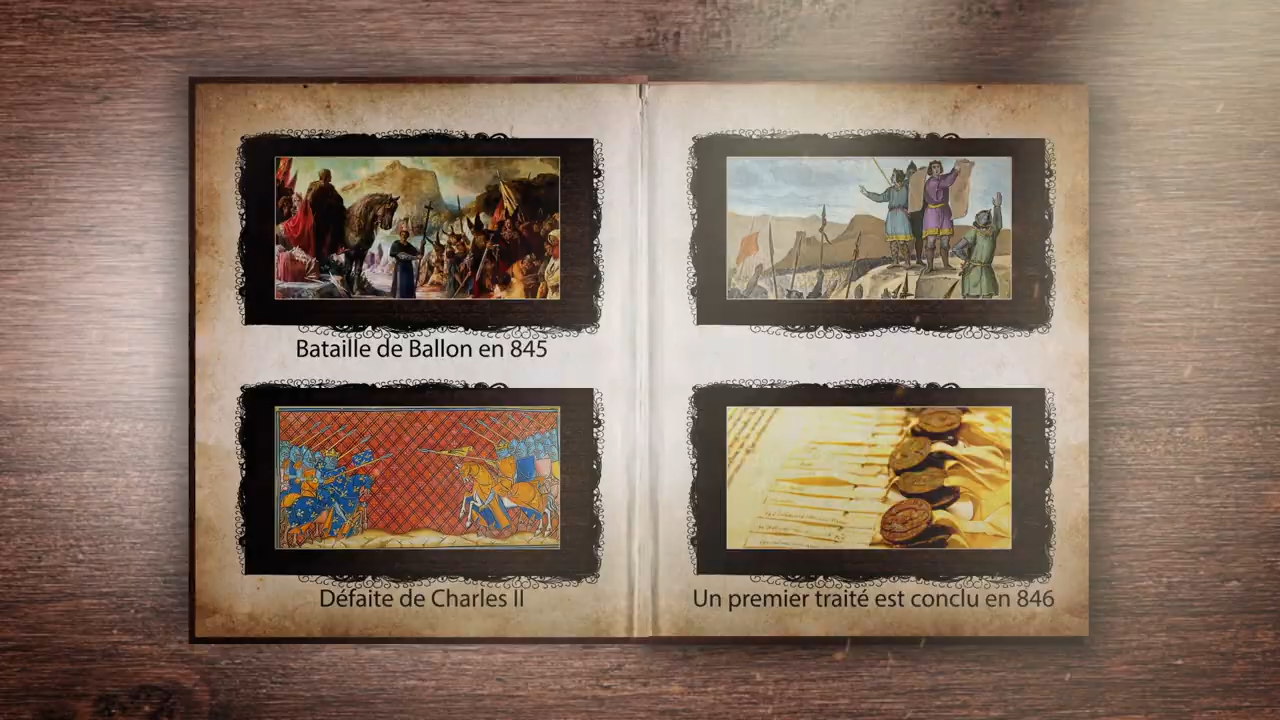 Bataille de Ballon en 845
Défaite de Charles II
Un premier traité est conclu en 846